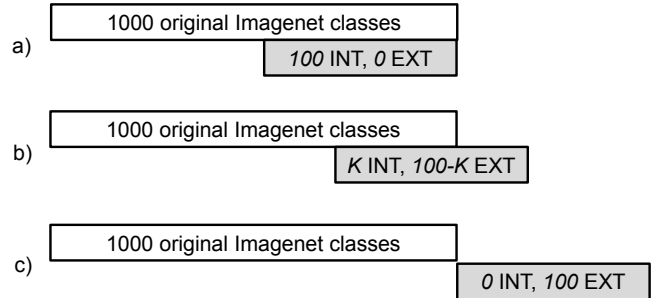 1000 original Imagenet classes
a)
100 INT, 0 EXT
1000 original Imagenet classes
b)
K INT, 100-K EXT
1000 original Imagenet classes
c)
0 INT, 100 EXT